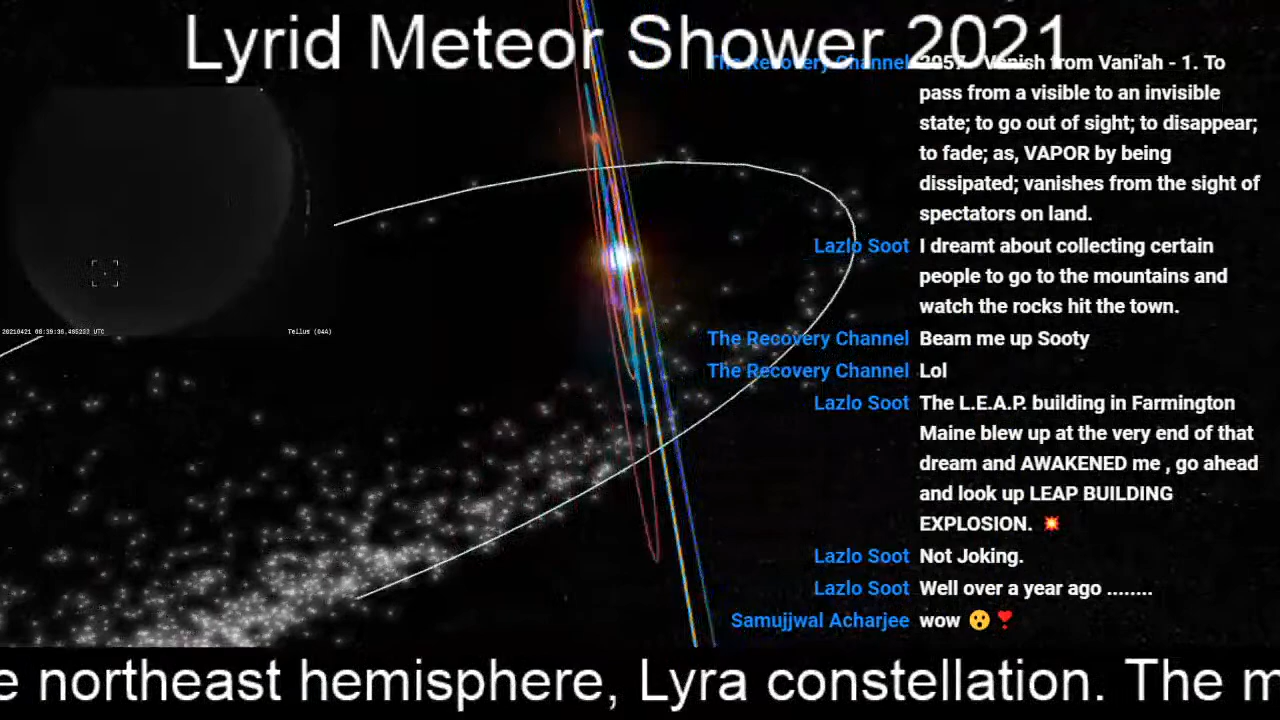 Lyrid Meteor Shower 2021
The Recovery Channel Vanish from Vani'ah - 1. To
pass from a visible to an invisible
state; to go out of sight; to disappear;
to fade; as, VAPOR by being
dissipated; vanishes from the sight of
spectators on land.
Lazlo Soot I dreamt about collecting certain
people to go to the mountains and
watch the rocks hit the town.
The Recovery Channel Beam me up Sooty
The Recovery Channel Lol
Lazlo Soot The L.E.A.P. building in Farmington
Maine blew up at the very end of that
dream and AWAKENED me , go ahead
and look up LEAP BUILDING
EXPLOSION. 💥
Lazlo Soot Not Joking.
Lazlo Soot Well over a year ago ........
Samujjwal Acharjee wow 😮❣
Tellus (04A)
e northeast hemisphere, Lyra constellation. The m